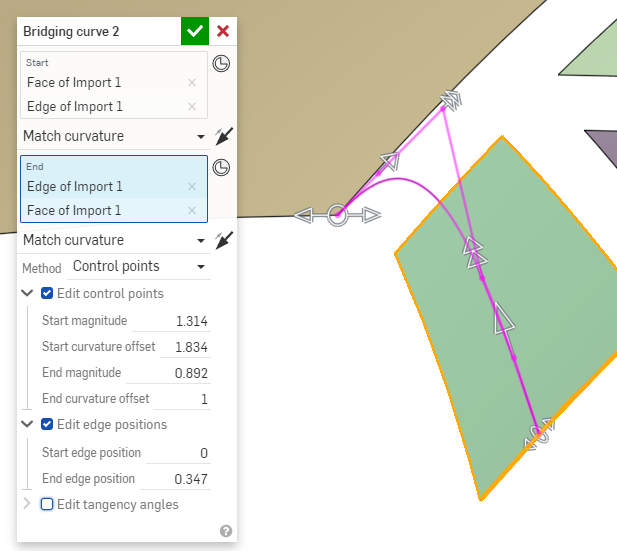 Bridging curve 2
Start
Face of Import 1
Edge of Import 1
Match curvature
End
Edge of Import 1
Face of Import 1
Match curvature
Method Control points
Edit control points
Start magnitude 1.314
Start curvature offset 1.834
End magnitude 0.892
End curvature offset 1
Edit edge positions
Start edge position 0
End edge position 0.347
Edit tangency angles
?